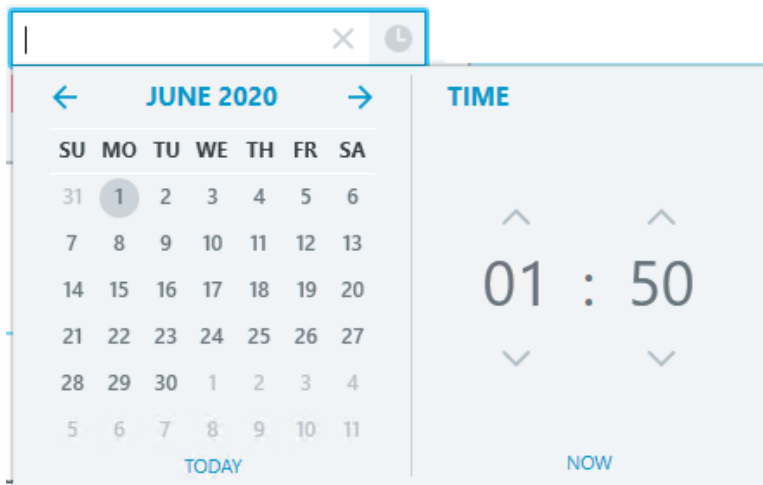 JUNE 2020
SU MO TU WE TH FR SA
31 1 2 3 4 5 6
7 8 9 10 11 12 13
14 15 16 17 18 19 20
21 22 23 24 25 26 27
28 29 30 1 2 3 4
5 6 7 8 9 10 11
TODAY
TIME
01 : 50
NOW